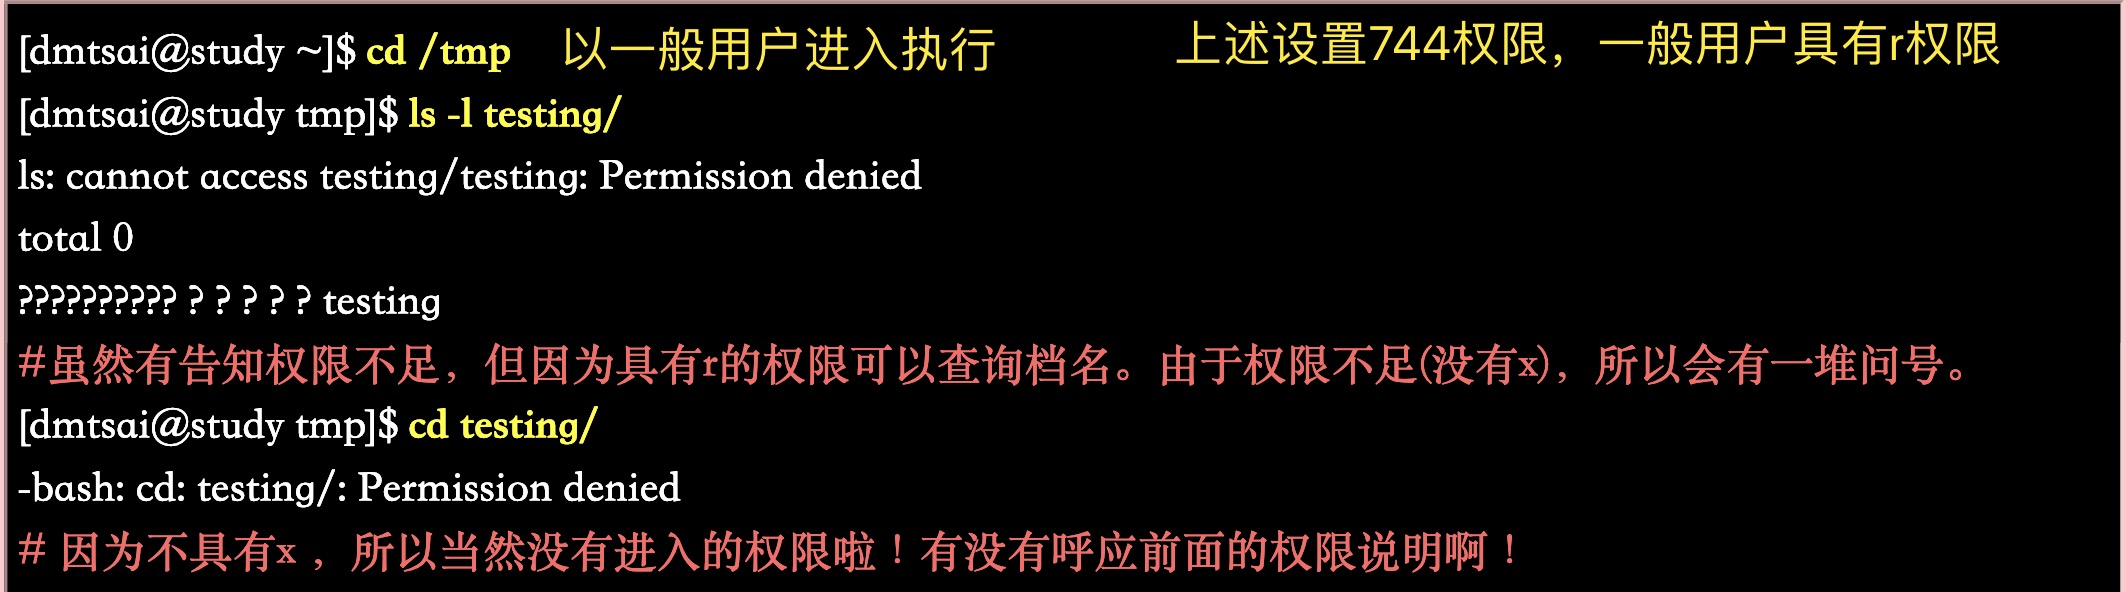 [dmtsai@study ~]$ cd /tmp 以一般用户进入执行 上述设置744权限，一般用户具有r权限
[dmtsai@study tmp]$ ls -l testing/
ls: cannot access testing/testing: Permission denied
total 0
?????????? ? ? ? ? ? testing
#虽然有告知权限不足，但因为具有r的权限可以查询档名。由于权限不足(没有x)，所以会有一堆问号。
[dmtsai@study tmp]$ cd testing/
-bash: cd: testing/: Permission denied
# 因为不具有x ，所以当然没有进入的权限啦！有没有呼应前面的权限说明啊！